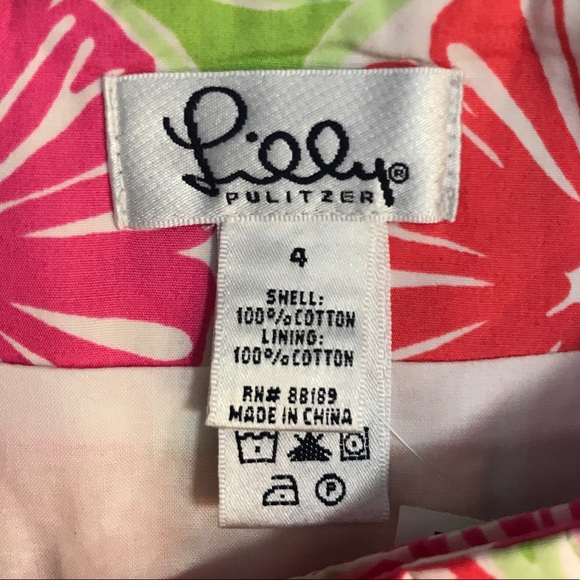 Lilly®
PULITZER
4
SHELL:
100% COTTON
LINING:
100% COTTON
RN# 88189
MADE IN CHINA
P